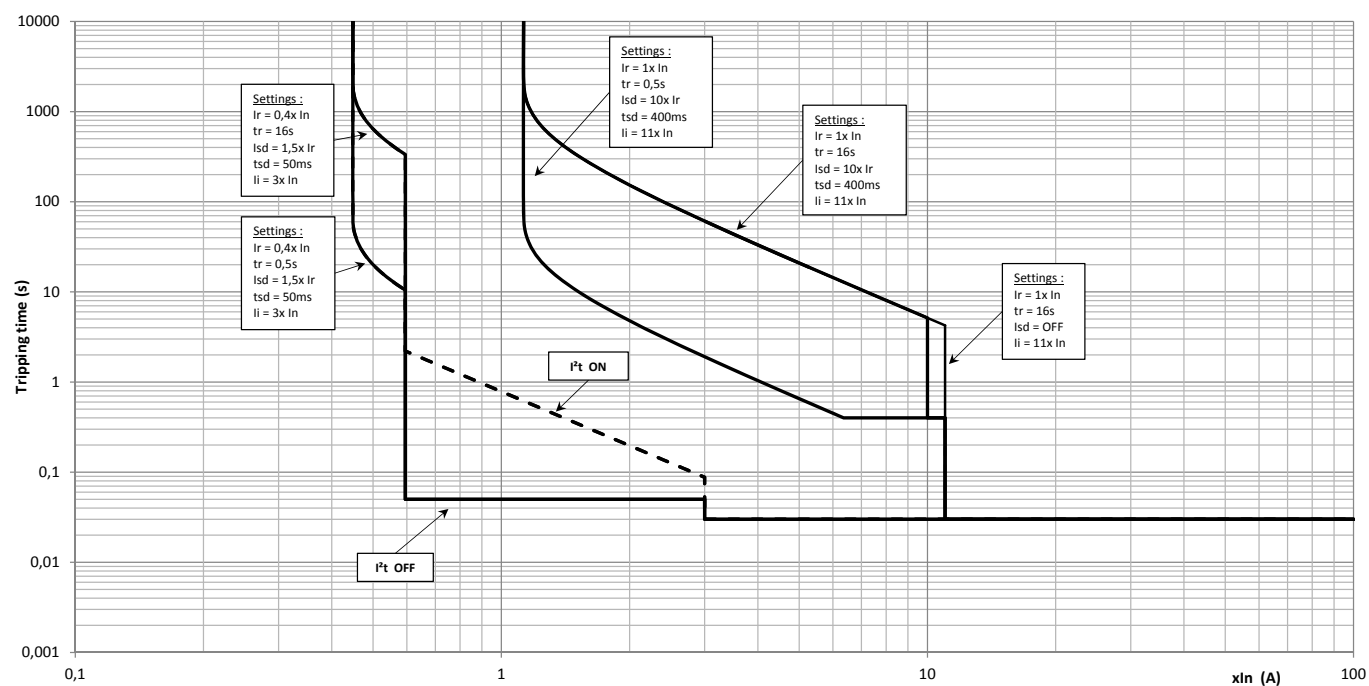 10000
1000
100
10
1
0,1
0,01
0,001
Tripping time (s)
0,1
1
10
100
xIn (A)
Settings :
Ir = 0,4x In
tr = 16s
Isd = 1,5x Ir
tsd = 50ms
Ii = 3x In
Settings :
Ir = 0,4x In
tr = 0,5s
Isd = 1,5x Ir
tsd = 50ms
Ii = 3x In
Settings :
Ir = 1x In
tr = 0,5s
Isd = 10x Ir
tsd = 400ms
Ii = 11x In
Settings :
Ir = 1x In
tr = 16s
Isd = 10x Ir
tsd = 400ms
Ii = 11x In
Settings :
Ir = 1x In
tr = 16s
Isd = OFF
Ii = 11x In
I²t ON
I²t OFF